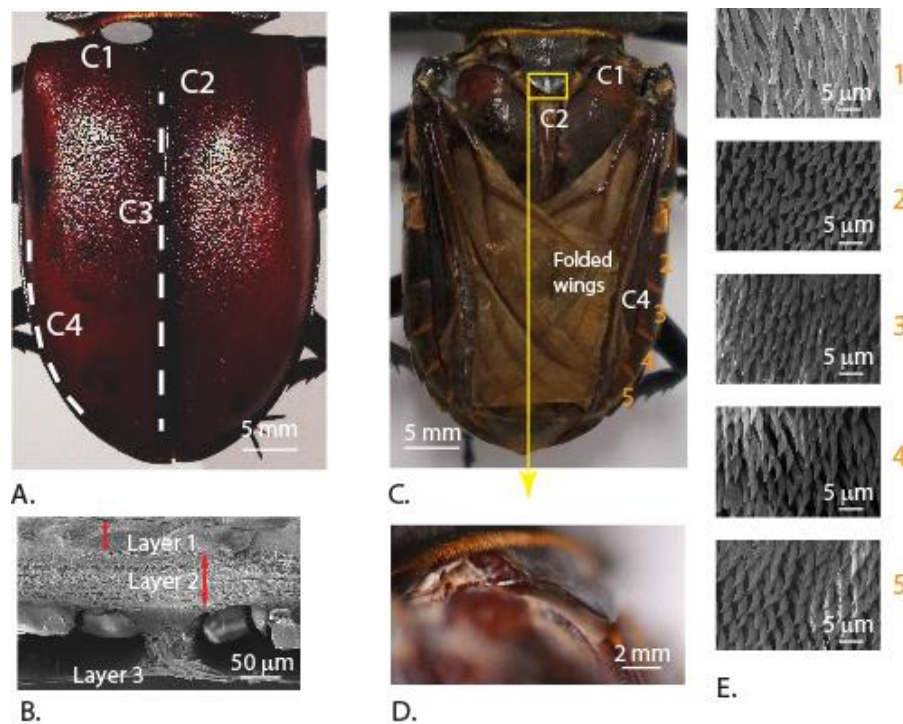 C1
C2
C3
C4
5 mm
A.
C1
C2
Folded
wings
C4
1
2
3
4
5
5 mm
C.
5 µm
1
5 µm
2
5 µm
3
5 µm
4
5 µm
5
E.
Layer 1
Layer 2
Layer 3
50 µm
B.
2 mm
D.